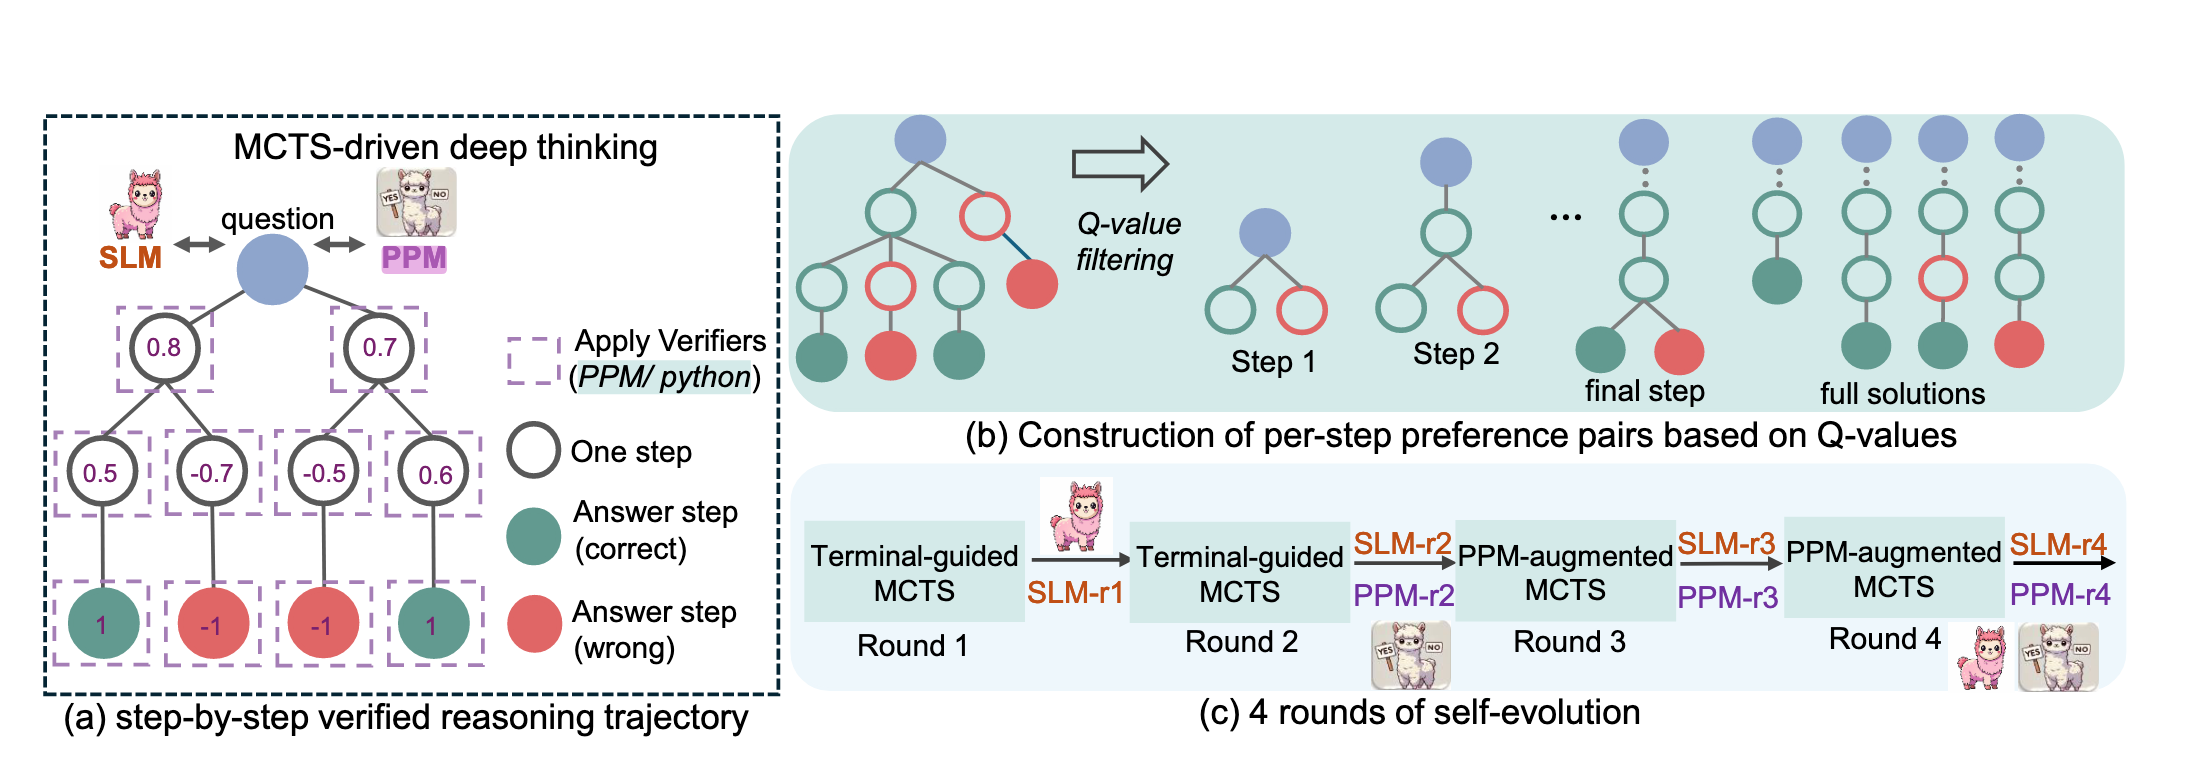 MCTS-driven deep thinking
YES
NO
question
SLM
PPM
0.8
0.7
0.5
-0.7
-0.5
0.6
1
-1
-1
1
Apply Verifiers
(PPM/ python)
One step
Answer step
(correct)
Answer step
(wrong)
(a) step-by-step verified reasoning trajectory
Q-value
filtering
Step 1
Step 2
...
final step
full solutions
(b) Construction of per-step preference pairs based on Q-values
Terminal-guided
MCTS
Round 1
SLM-r1
Terminal-guided
MCTS
Round 2
SLM-r2
PPM-r2
YES
NO
PPM-augmented
MCTS
Round 3
SLM-r3
PPM-r3
PPM-augmented
MCTS
Round 4
SLM-r4
PPM-r4
YES
NO
(c) 4 rounds of self-evolution